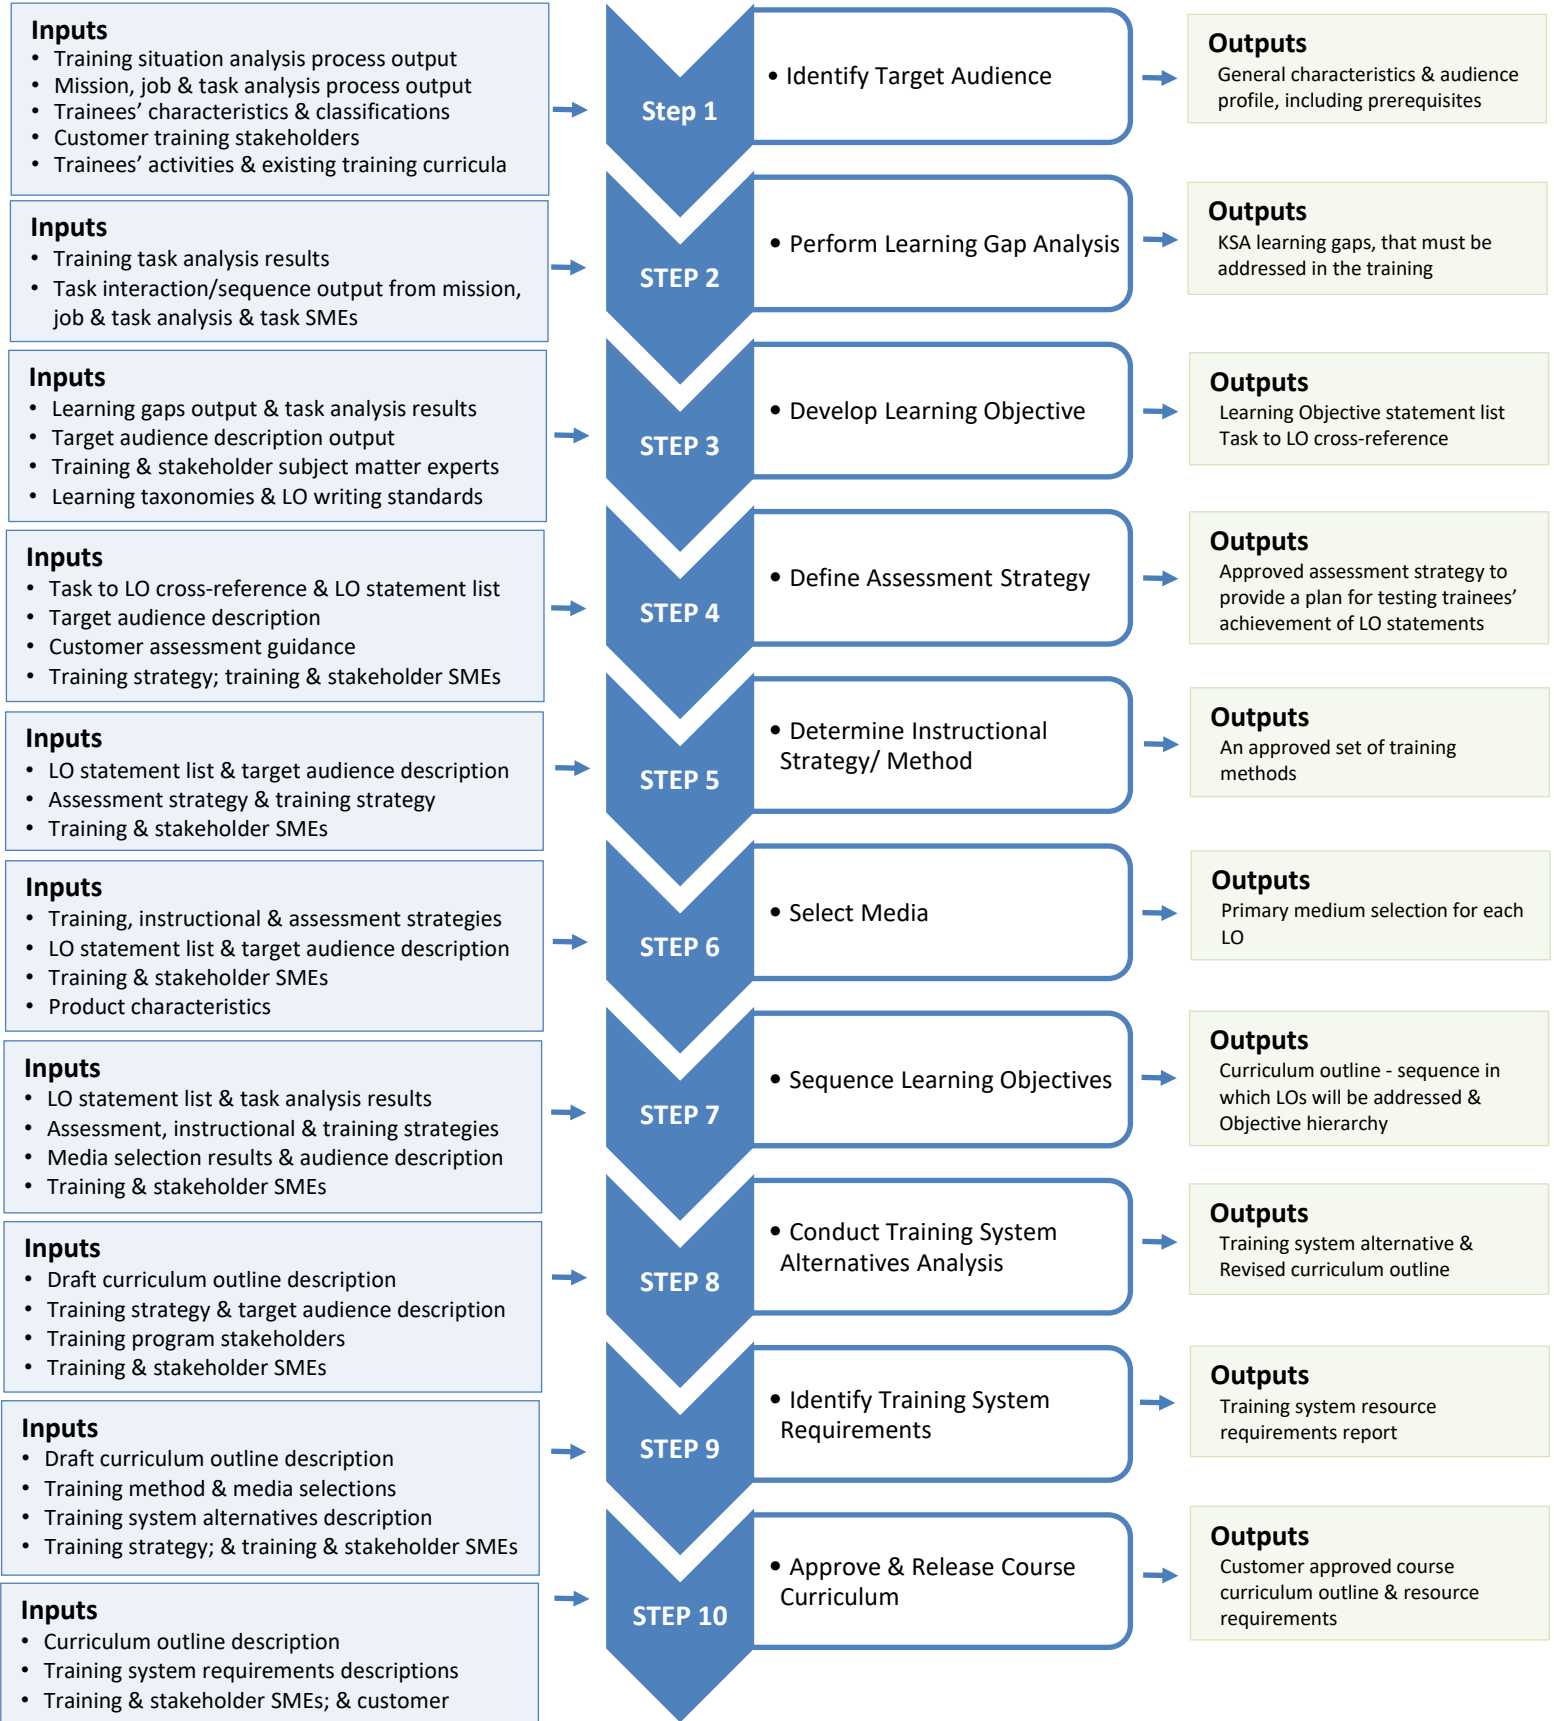 Inputs
• Training situation analysis process output
• Mission, job & task analysis process output
• Trainees’ characteristics & classifications
• Customer training stakeholders
• Trainees’ activities & existing training curricula
Step 1
• Identify Target Audience
Outputs
General characteristics & audience
profile, including prerequisites
Inputs
• Training task analysis results
• Task interaction/sequence output from mission,
job & task analysis & task SMEs
STEP 2
• Perform Learning Gap Analysis
Outputs
KSA learning gaps, that must be
addressed in the training
Inputs
• Learning gaps output & task analysis results
• Target audience description output
• Training & stakeholder subject matter experts
• Learning taxonomies & LO writing standards
STEP 3
• Develop Learning Objective
Outputs
Learning Objective statement list
Task to LO cross-reference
Inputs
• Task to LO cross-reference & LO statement list
• Target audience description
• Customer assessment guidance
• Training strategy; training & stakeholder SMEs
STEP 4
• Define Assessment Strategy
Outputs
Approved assessment strategy to
provide a plan for testing trainees’
achievement of LO statements
Inputs
• LO statement list & target audience description
• Assessment strategy & training strategy
• Training & stakeholder SMEs
STEP 5
• Determine Instructional
Strategy/ Method
Outputs
An approved set of training
methods
Inputs
• Training, instructional & assessment strategies
• LO statement list & target audience description
• Training & stakeholder SMEs
• Product characteristics
STEP 6
• Select Media
Outputs
Primary medium selection for each
LO
Inputs
• LO statement list & task analysis results
• Assessment, instructional & training strategies
• Media selection results & audience description
• Training & stakeholder SMEs
STEP 7
• Sequence Learning Objectives
Outputs
Curriculum outline - sequence in
which LOs will be addressed &
Objective hierarchy
Inputs
• Draft curriculum outline description
• Training strategy & target audience description
• Training program stakeholders
• Training & stakeholder SMEs
STEP 8
• Conduct Training System
Alternatives Analysis
Outputs
Training system alternative &
Revised curriculum outline
Inputs
• Draft curriculum outline description
• Training method & media selections
• Training system alternatives description
• Training strategy; & training & stakeholder SMEs
STEP 9
• Identify Training System
Requirements
Outputs
Training system resource
requirements report
Inputs
• Curriculum outline description
• Training system requirements descriptions
• Training & stakeholder SMEs; & customer
STEP 10
• Approve & Release Course
Curriculum
Outputs
Customer approved course
curriculum outline & resource
requirements